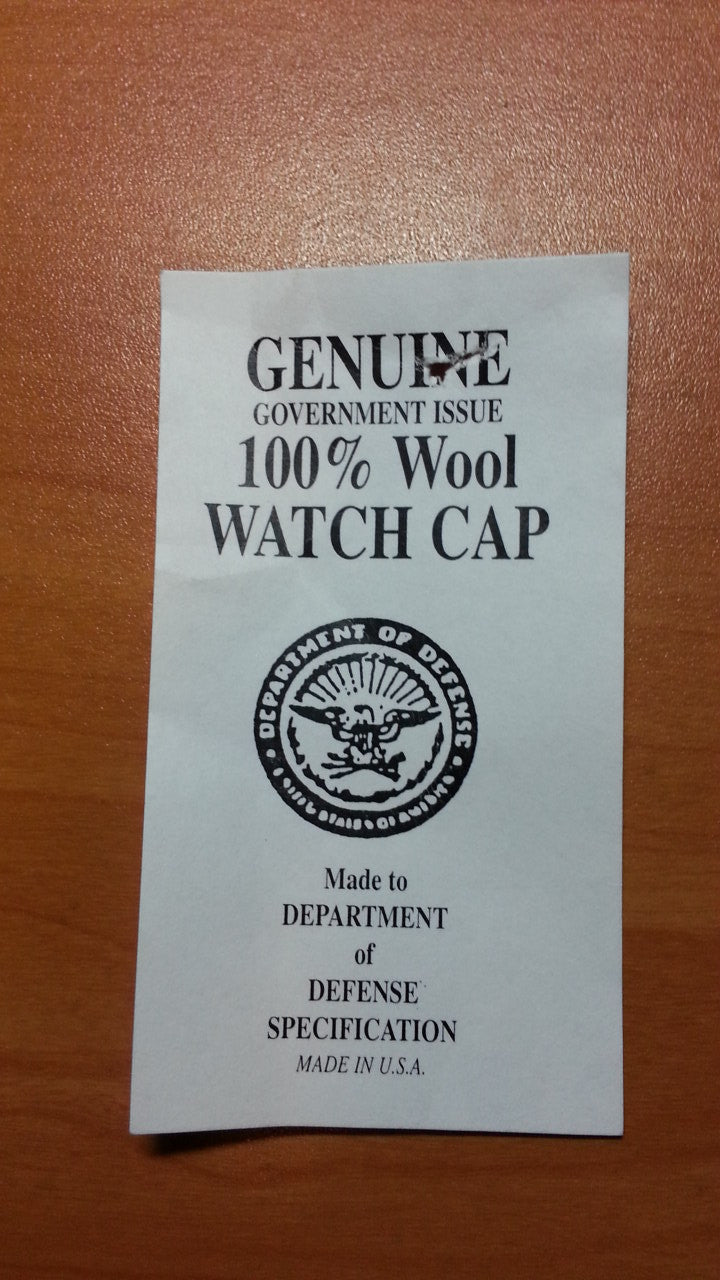 GENUINE
GOVERNMENT ISSUE
100% Wool
WATCH CAP
DEPARTMENT OF DEFENSE
Made to
DEPARTMENT
of
DEFENSE
SPECIFICATION
MADE IN U.S.A.